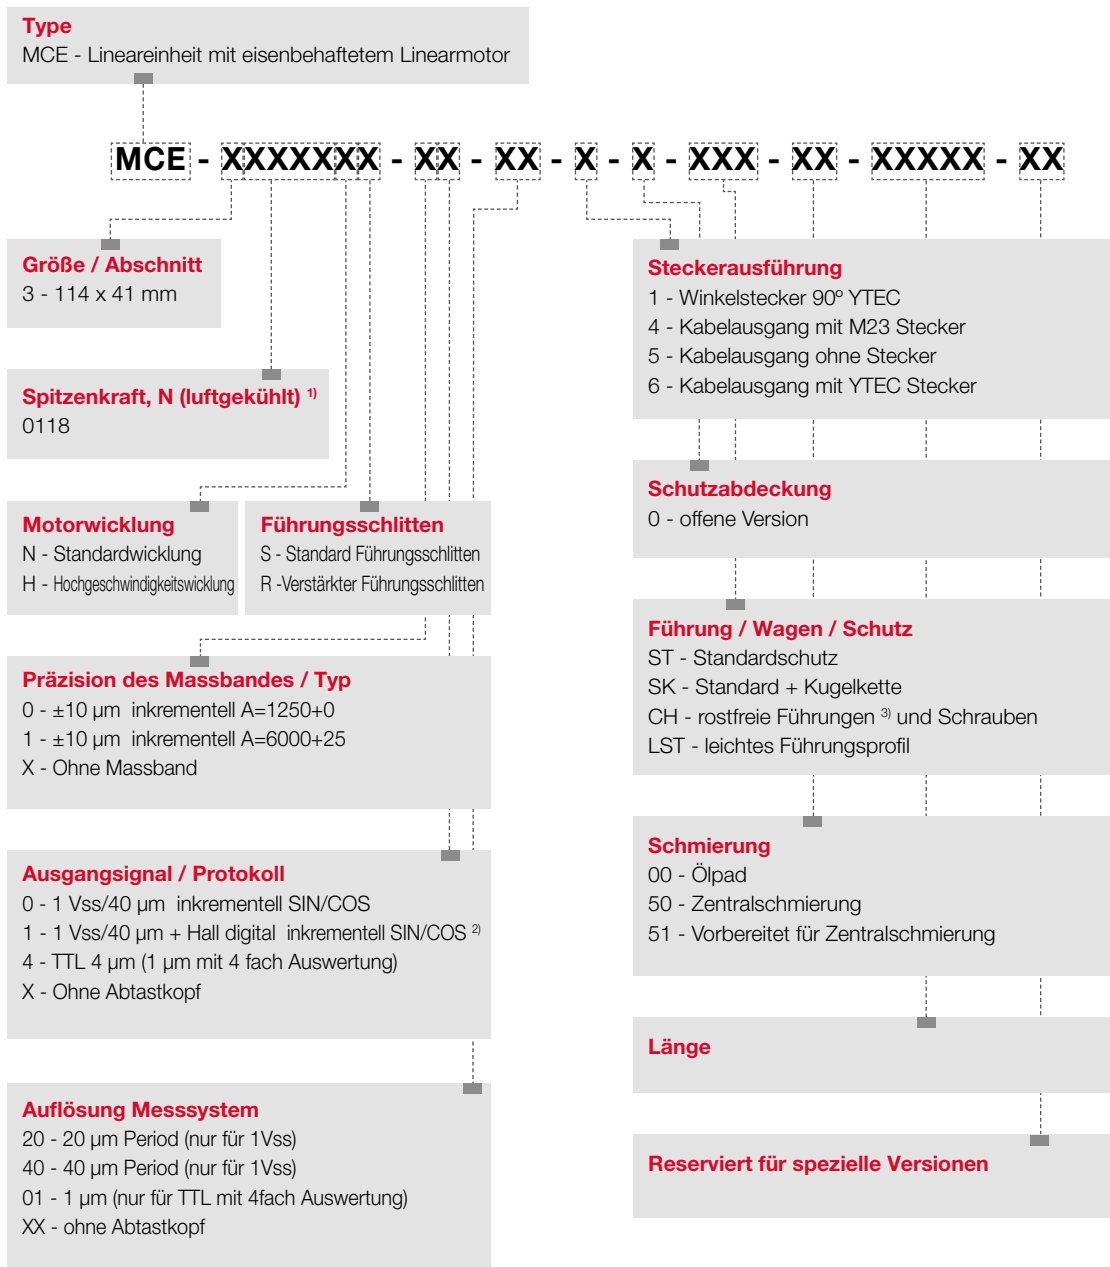 Type
MCE - Lineareinheit mit eisenbehaftetem Linearmotor
MCE - XXXXXXX - XX - XX - X - X - XXX - XX - XXXXX - XX
Größe / Abschnitt
3 - 114 x 41 mm
Spitzenkraft, N (luftgekühlt) 1)
0118
Motorwicklung
N - Standardwicklung
H - Hochgeschwindigkeitswicklung
Führungsschlitten
S - Standard Führungsschlitten
R -Verstärkter Führungsschlitten
Präzision des Massbandes / Typ
0 - ±10 µm inkrementell A=1250+0
1 - ±10 µm inkrementell A=6000+25
X - Ohne Massband
Ausgangsignal / Protokoll
0 - 1 Vss/40 µm inkrementell SIN/COS
1 - 1 Vss/40 µm + Hall digital inkrementell SIN/COS 2)
4 - TTL 4 µm (1 µm mit 4 fach Auswertung)
X - Ohne Abtastkopf
Auflösung Messsystem
20 - 20 µm Period (nur für 1Vss)
40 - 40 µm Period (nur für 1Vss)
01 - 1 µm (nur für TTL mit 4fach Auswertung)
XX - ohne Abtastkopf
Steckerausführung
1 - Winkelstecker 90º YTEC
4 - Kabelausgang mit M23 Stecker
5 - Kabelausgang ohne Stecker
6 - Kabelausgang mit YTEC Stecker
Schutzabdeckung
0 - offene Version
Führung / Wagen / Schutz
ST - Standardschutz
SK - Standard + Kugelkette
CH - rostfreie Führungen 3) und Schrauben
LST - leichtes Führungsprofil
Schmierung
00 - Ölpad
50 - Zentralschmierung
51 - Vorbereitet für Zentralschmierung
Länge
Reserviert für spezielle Versionen